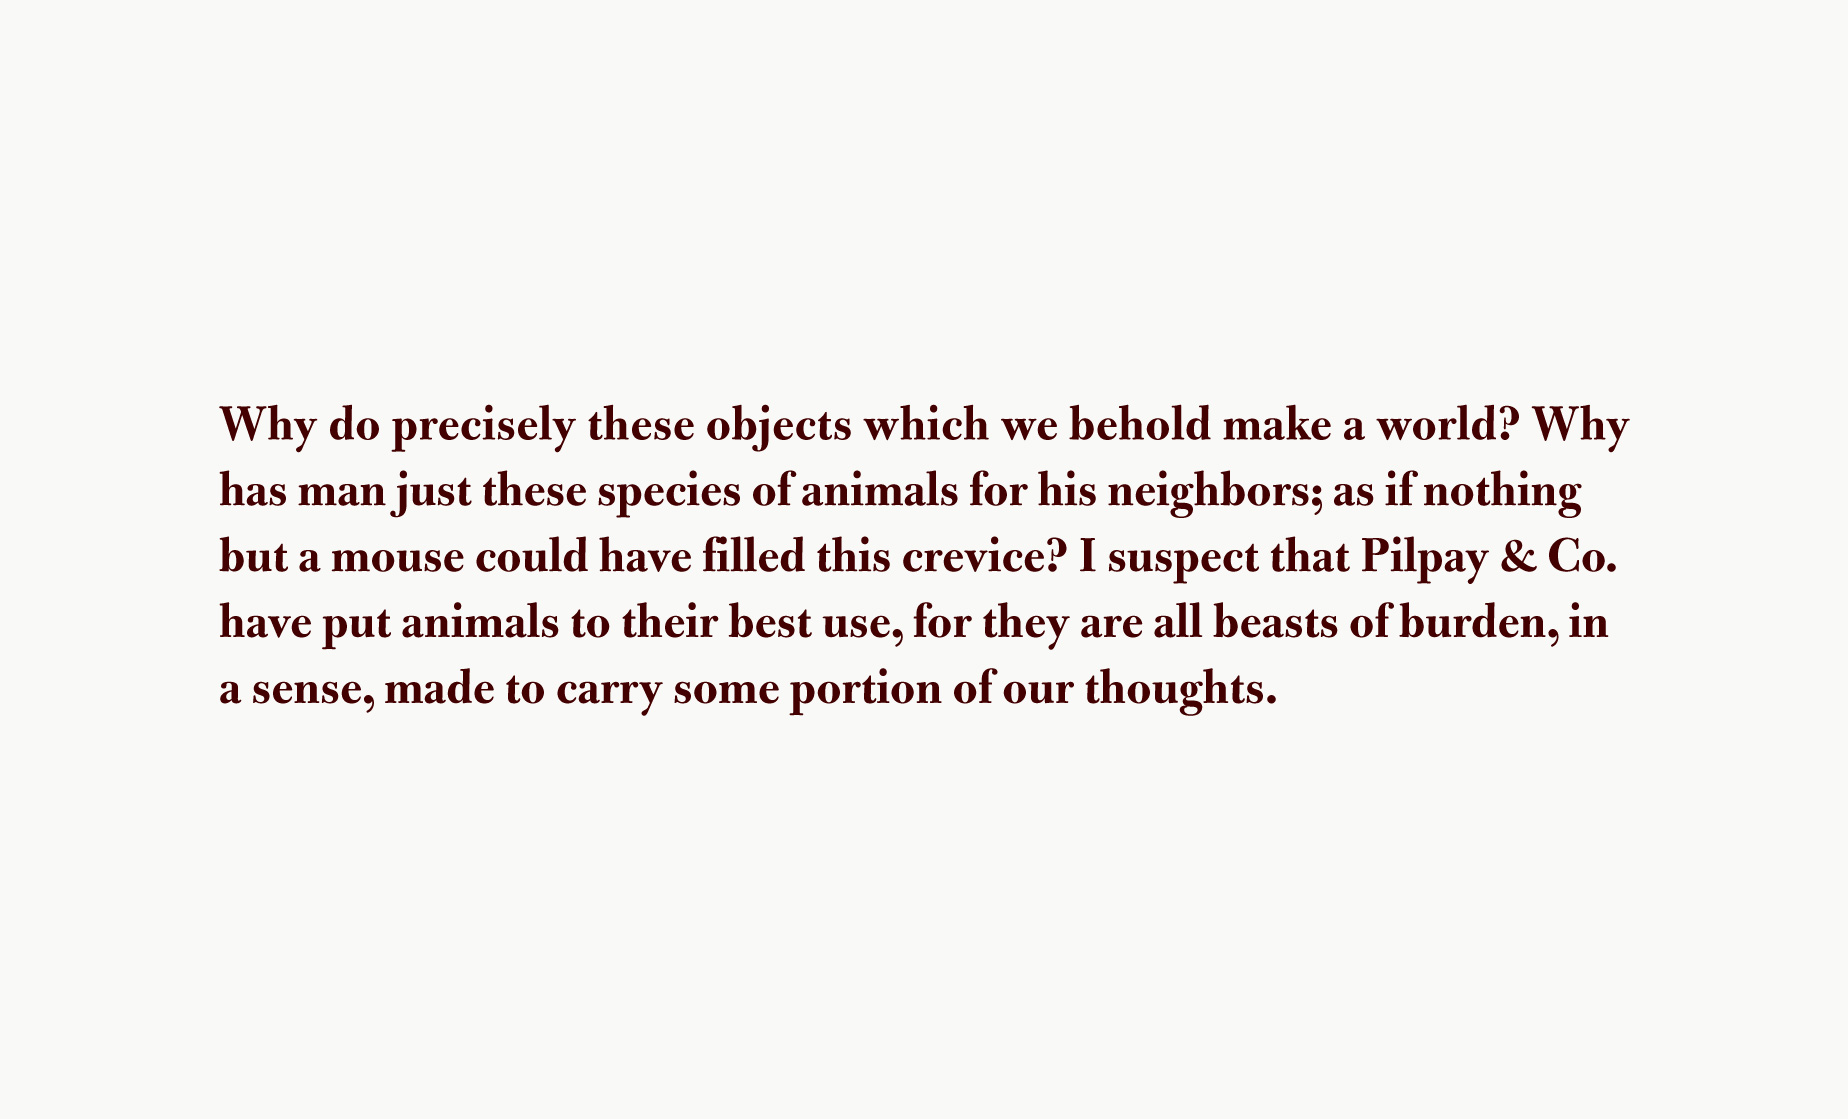 Why do precisely these objects which we behold make a world? Why
has man just these species of animals for his neighbors; as if nothing
but a mouse could have filled this crevice? I suspect that Pilpay & Co.
have put animals to their best use, for they are all beasts of burden, in
a sense, made to carry some portion of our thoughts.